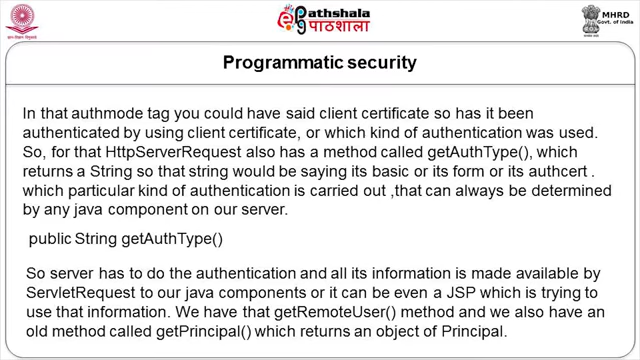 Pathshala
पाठशाला
MHRD
Govt. of India
Programmatic security
In that authmode tag you could have said client certificate so has it been
authenticated by using client certificate, or which kind of authentication was used.
So, for that HttpServerRequest also has a method called getAuthType(), which
returns a String so that string would be saying its basic or its form or its authcert .
which particular kind of authentication is carried out ,that can always be determined
by any java component on our server.
public String getAuthType()
So server has to do the authentication and all its information is made available by
ServletRequest to our java components or it can be even a JSP which is trying to
use that information. We have that getRemoteUser() method and we also have an
old method called getPrincipal() which returns an object of Principal.